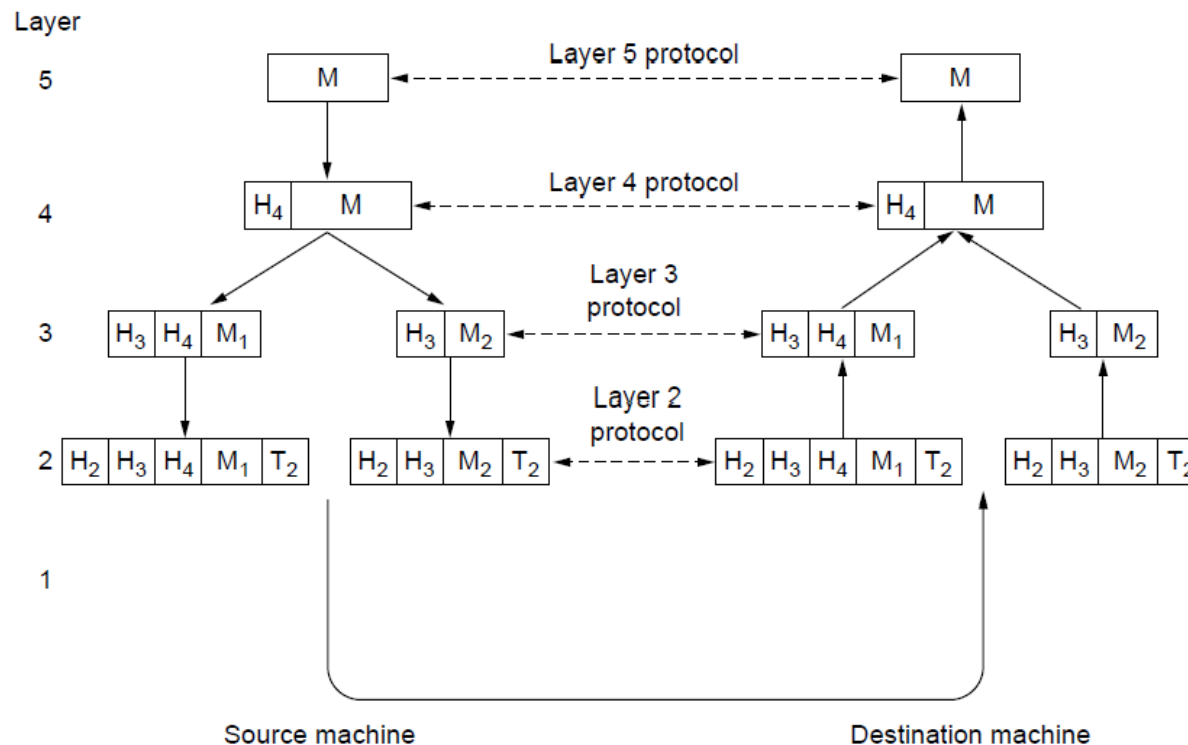 Layer
5 M Layer 5 protocol M
4 H₄ M Layer 4 protocol H₄ M
Layer 3
protocol
3 H₃ H₄ M₁ H₃ M₂ H₃ H₄ M₁ H₃ M₂
Layer 2
protocol
2 H₂ H₃ H₄ M₁ T₂ H₂ H₃ M₂ T₂ H₂ H₃ H₄ M₁ T₂ H₂ H₃ M₂ T₂
1
Source machine Destination machine